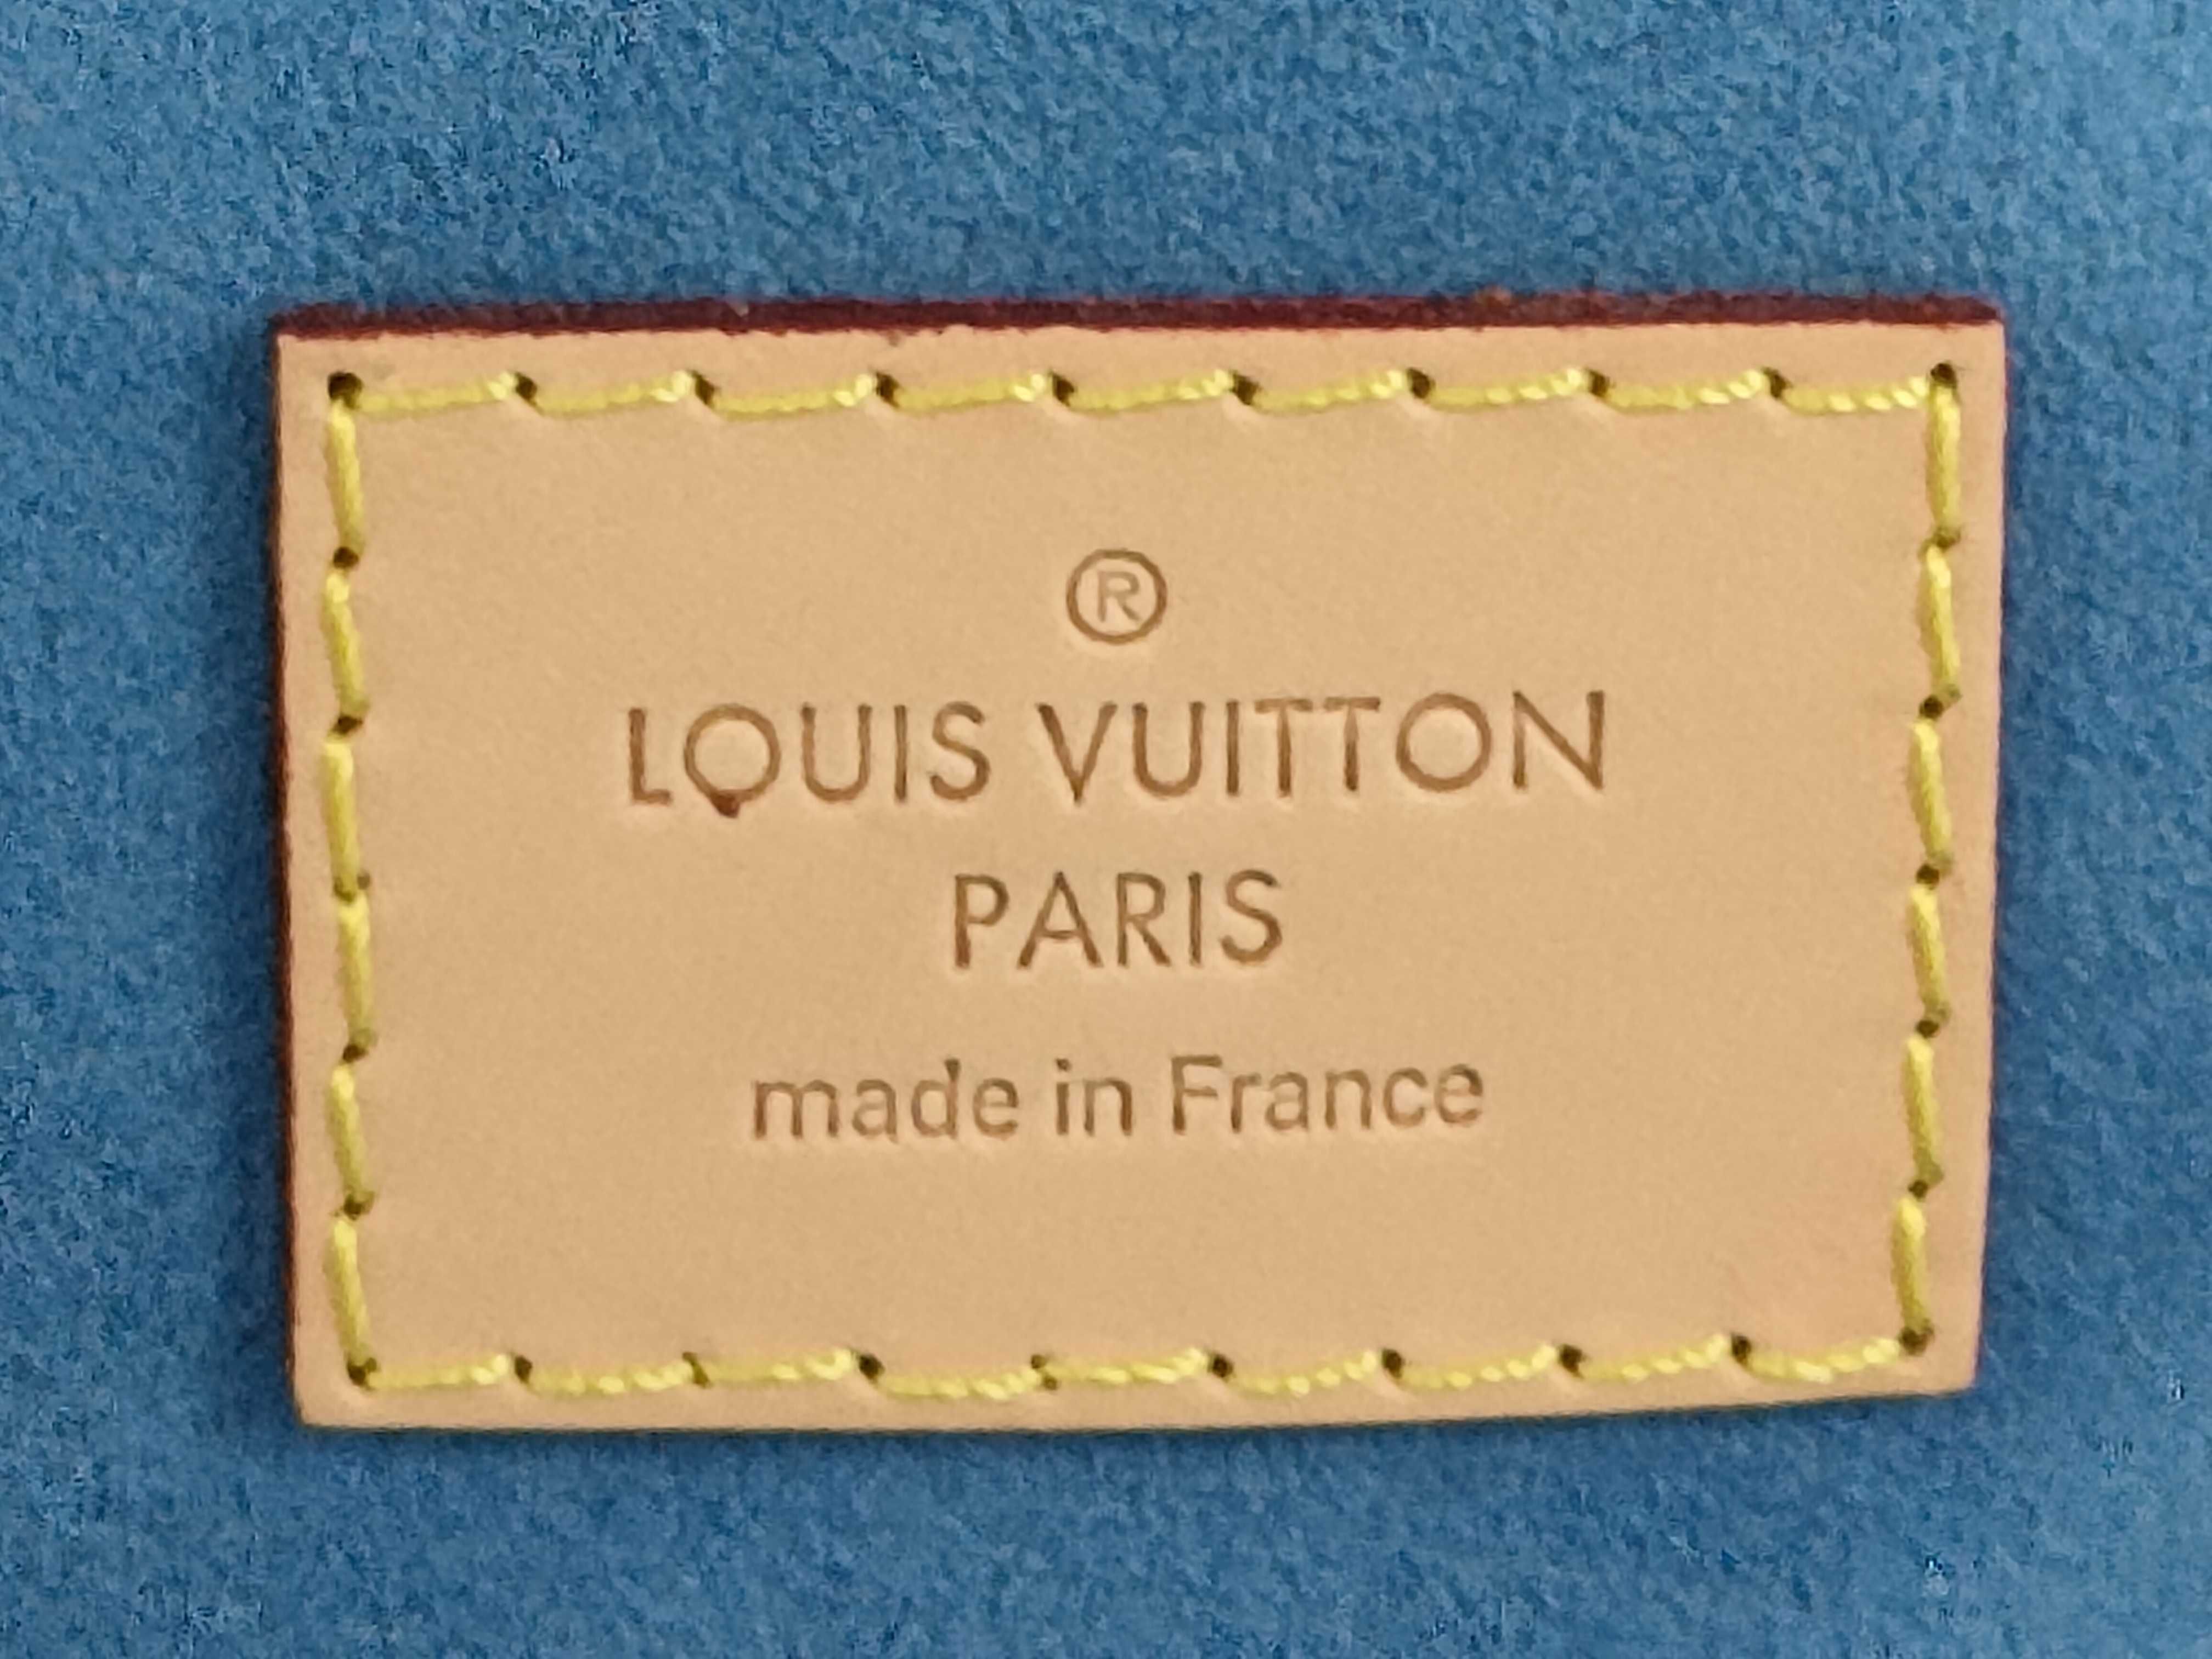 ®
LOUIS VUITTON
PARIS
made in France